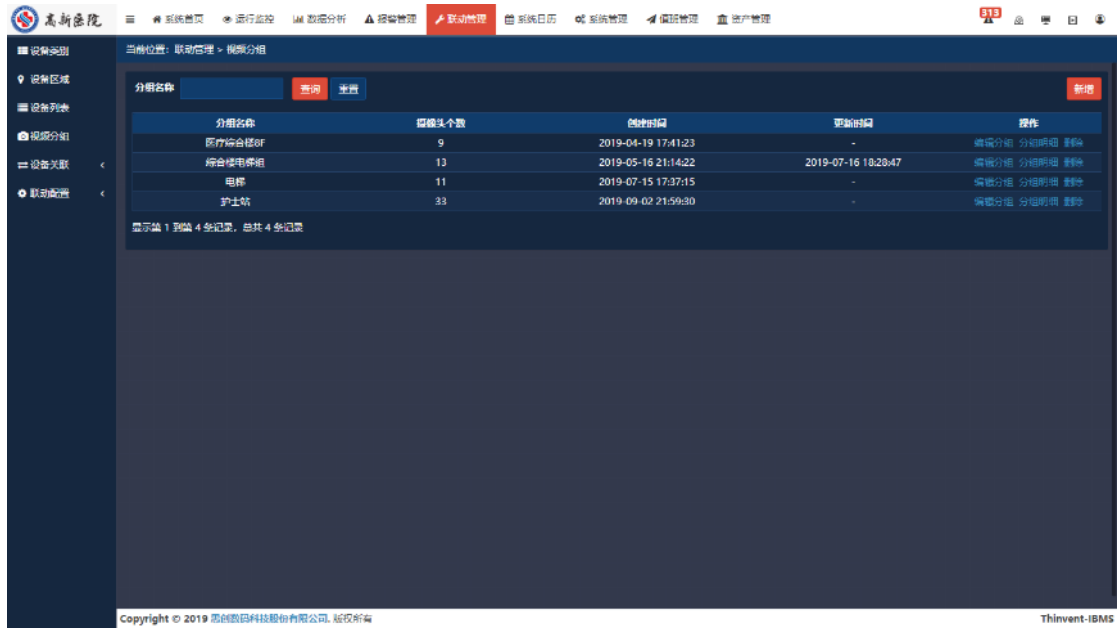 高新医院 系统首页 运行监控 数据分析 报警管理 联动管理 系统日历 系统管理 值班管理 资产管理 313
设备类别
设备区域
设备列表
视频分组
设备关联
联动配置
当前位置：联动管理 > 视频分组
分组名称 查询 重置 新增
分组名称 摄像头个数 创建时间 更新时间 操作
医疗综合楼8F 9 2019-04-19 17:41:23 - 编辑分组 分组明细 删除
综合楼电梯组 13 2019-05-16 21:14:22 2019-07-16 18:28:47 编辑分组 分组明细 删除
电梯 11 2019-07-15 17:37:15 - 编辑分组 分组明细 删除
护士站 33 2019-09-02 21:59:30 - 编辑分组 分组明细 删除
显示第 1 到第 4 条记录，总共 4 条记录
Copyright © 2019 思创数码科技股份有限公司. 版权所有 Thinvent-IBMS